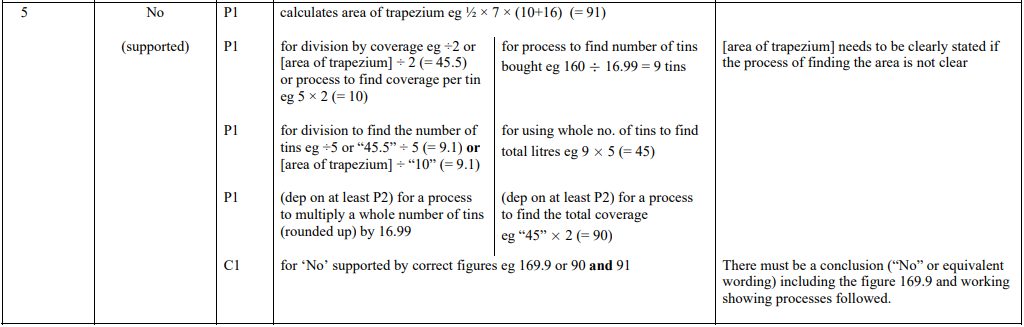 5 No P1 calculates area of trapezium eg ½ × 7 × (10+16) (= 91)
(supported) P1 for division by coverage eg ÷2 or
[area of trapezium] ÷ 2 (= 45.5)
or process to find coverage per tin
eg 5 × 2 (= 10)
for process to find number of tins
bought eg 160 ÷ 16.99 = 9 tins
[area of trapezium] needs to be clearly stated if
the process of finding the area is not clear
P1 for division to find the number of
tins eg ÷5 or “45.5” ÷ 5 (= 9.1) or
[area of trapezium] ÷ “10” (= 9.1)
for using whole no. of tins to find
total litres eg 9 × 5 (= 45)
P1 (dep on at least P2) for a process
to multiply a whole number of tins
(rounded up) by 16.99
(dep on at least P2) for a process
to find the total coverage
eg “45” × 2 (= 90)
C1 for ‘No’ supported by correct figures eg 169.9 or 90 and 91
There must be a conclusion (“No” or equivalent
wording) including the figure 169.9 and working
showing processes followed.